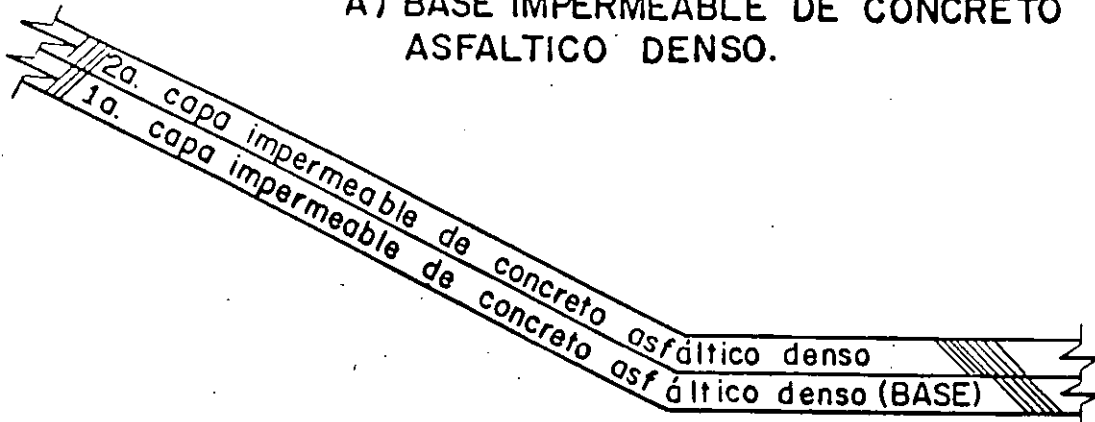 A) BASE IMPERMEABLE DE CONCRETO
ASFALTICO DENSO.
2a. capa impermeable de concreto asfáltico denso
1a. capa impermeable de concreto asfáltico denso (BASE)